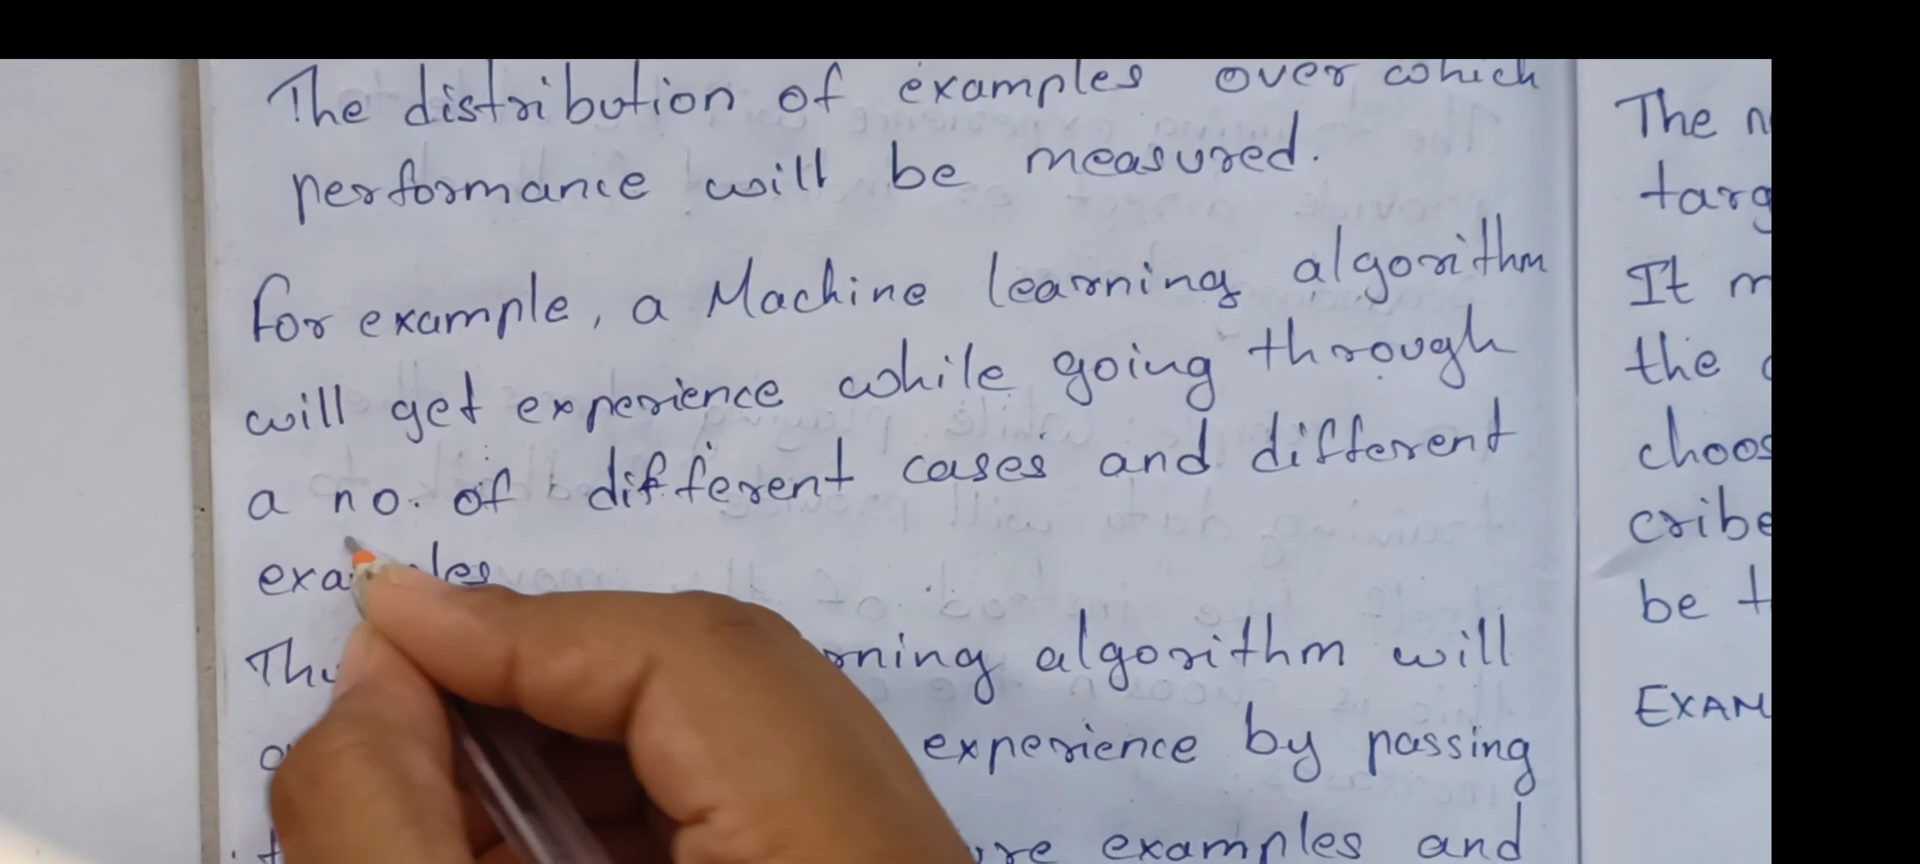 The distribution of examples over which
performance will be measured.
for example, a Machine learning algorithm
will get experience while going through
a no. of different cases and different
examples
algorithm will
experience by passing
examples and
The
It
the
choos
be
EXAM